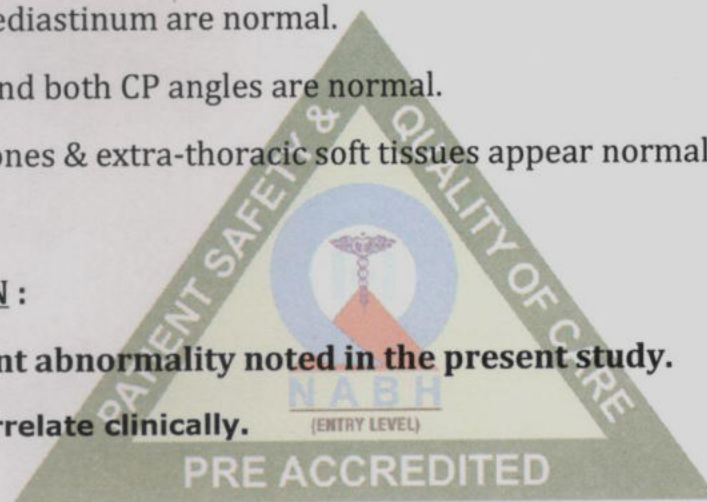 ediastinum are normal.
nd both CP angles are normal.
ones & extra-thoracic soft tissues appear normal
N :
nt abnormality noted in the present study.
rrelate clinically.
PATIENT SAFETY & QUALITY OF CARE
NABH
(ENTRY LEVEL)
PRE ACCREDITED